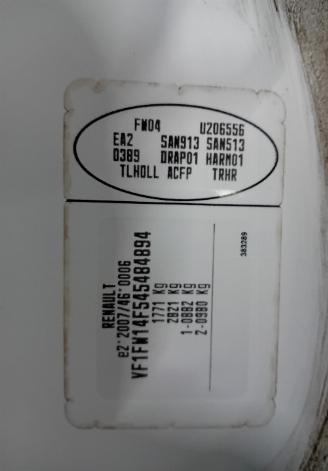 FW04 U206556
EA2 SAN913 SAN513
0389 DRAP01 HARM01
TLHOLL ACFP TRHR
RENAULT
e2*2007/46*0006
VF1FW14F545484894
1771 Kg
2821 Kg
1-0882 Kg
2-0980 Kg
383289